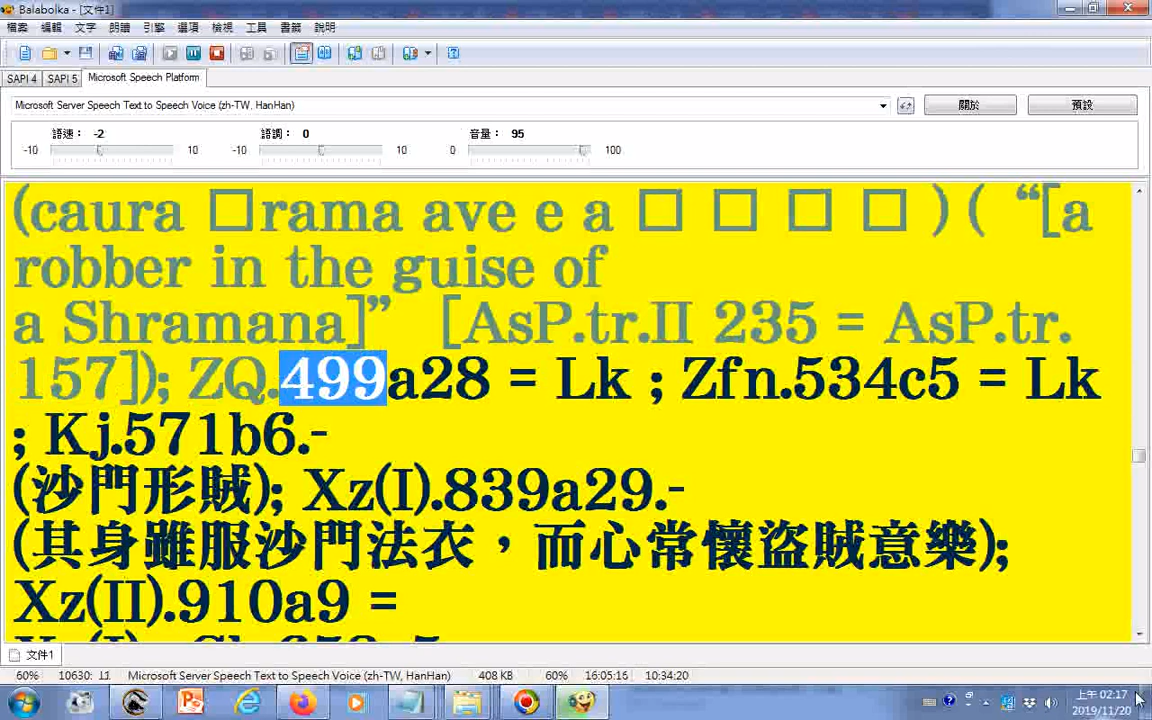 Balabolka - [文件1]
檔案 編輯 文字 朗讀 引擎 選項 檢視 工具 書籤 說明
SAPI 4 SAPI 5 Microsoft Speech Platform
Microsoft Server Speech Text to Speech Voice (zh-TW, HanHan) 關於 預設
語速： -2 語調： 0 音量： 95
-10 10 -10 10 0 100
(caura □rama ave e a □ □ □ □ ) ( “[a
robber in the guise of
a Shramana]” [AsP.tr.II 235 = AsP.tr.
157]); ZQ.499a28 = Lk ; Zfn.534c5 = Lk
; Kj.571b6.-
(沙門形賊); Xz(I).839a29.-
(其身雖服沙門法衣，而心常懷盜賊意樂);
Xz(II).910a9 =
文件1
60% 10630: 11 Microsoft Server Speech Text to Speech Voice (zh-TW, HanHan) 408 KB 60% 16:05:16 10:34:20
上午 02:17
2019/11/20